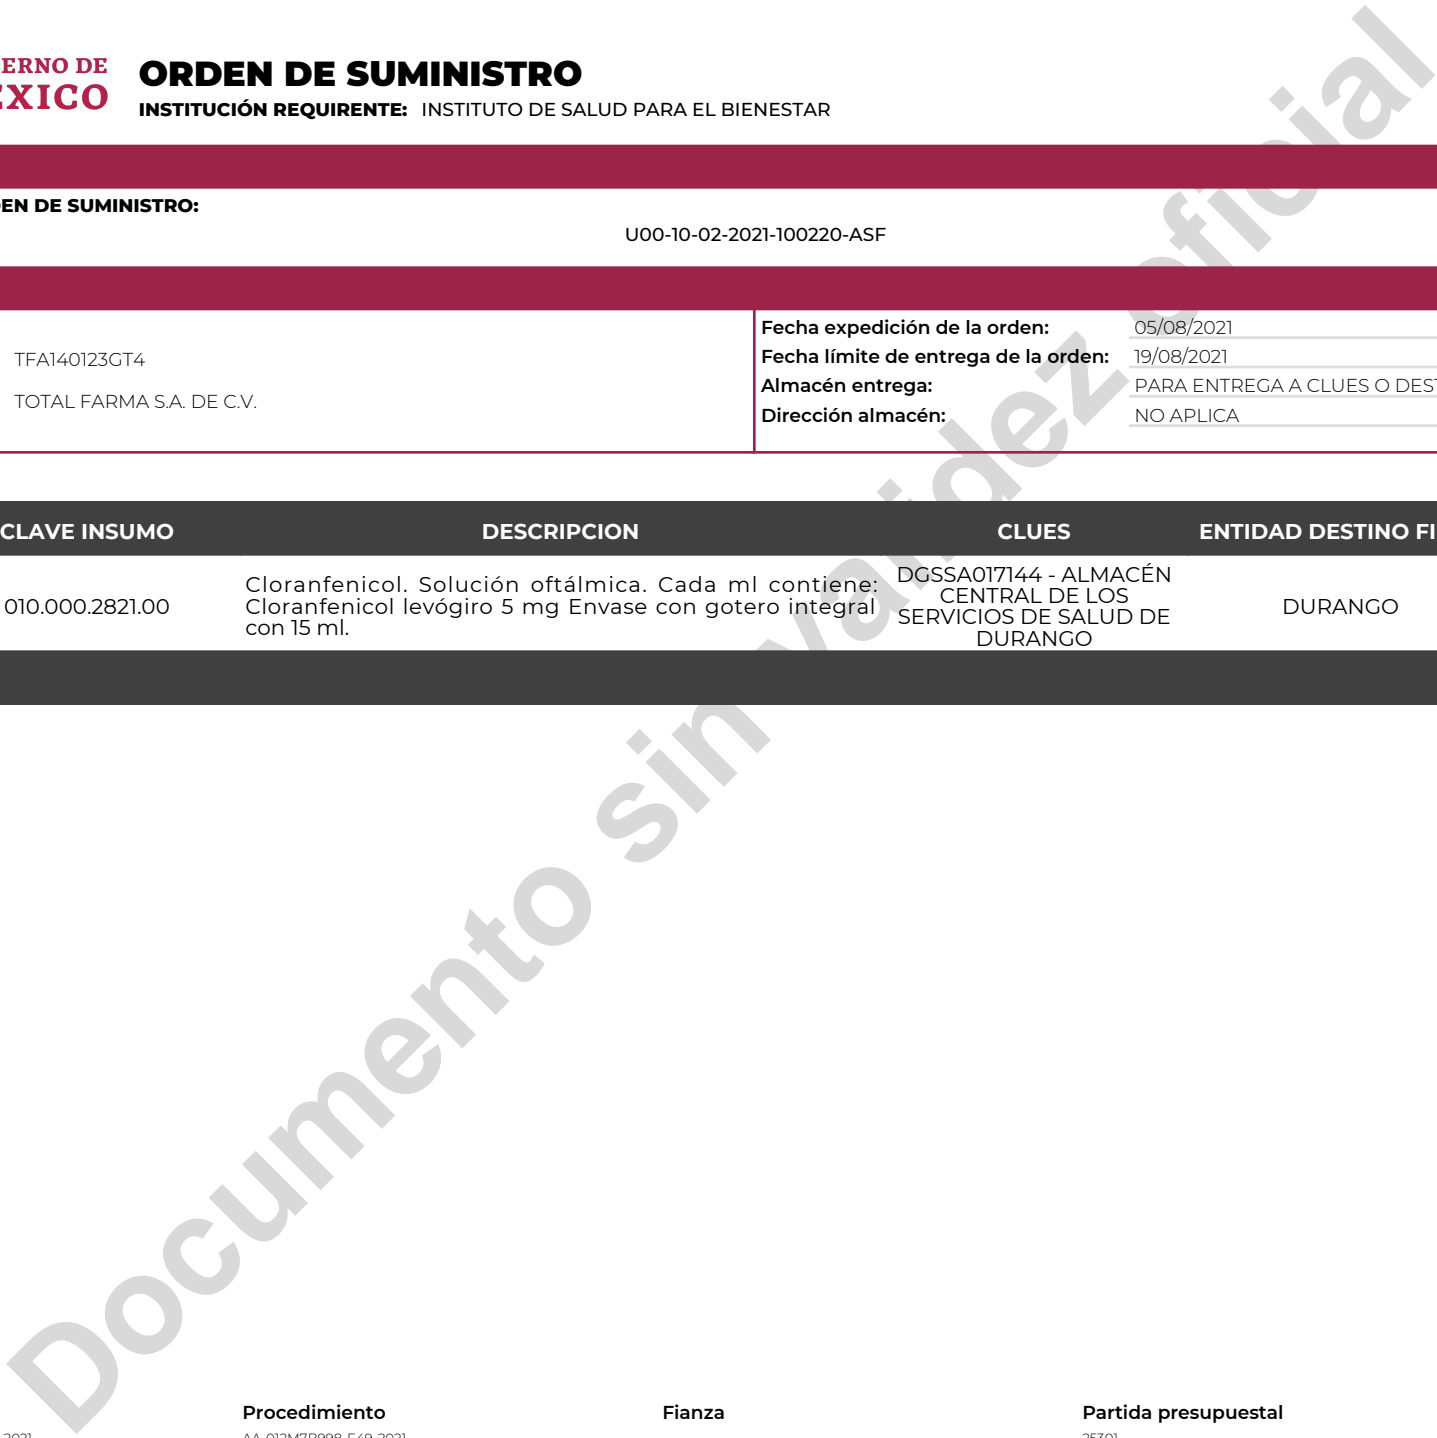 ERNO DE
EXICO
ORDEN DE SUMINISTRO
INSTITUCIÓN REQUIRENTE: INSTITUTO DE SALUD PARA EL BIENESTAR
EN DE SUMINISTRO:
U00-10-02-2021-100220-ASF
TFA140123GT4
TOTAL FARMA S.A. DE C.V.
Fecha expedición de la orden: 05/08/2021
Fecha límite de entrega de la orden: 19/08/2021
Almacén entrega: PARA ENTREGA A CLUES O DEST
Dirección almacén: NO APLICA
CLAVE INSUMO DESCRIPCION CLUES ENTIDAD DESTINO FI
010.000.2821.00
Cloranfenicol. Solución oftálmica. Cada ml contiene:
Cloranfenicol levógiro 5 mg Envase con gotero integral
con 15 ml.
DGSSA017144 - ALMACÉN
CENTRAL DE LOS
SERVICIOS DE SALUD DE
DURANGO
DURANGO
Documento sin validez oficial
Procedimiento Fianza Partida presupuestal